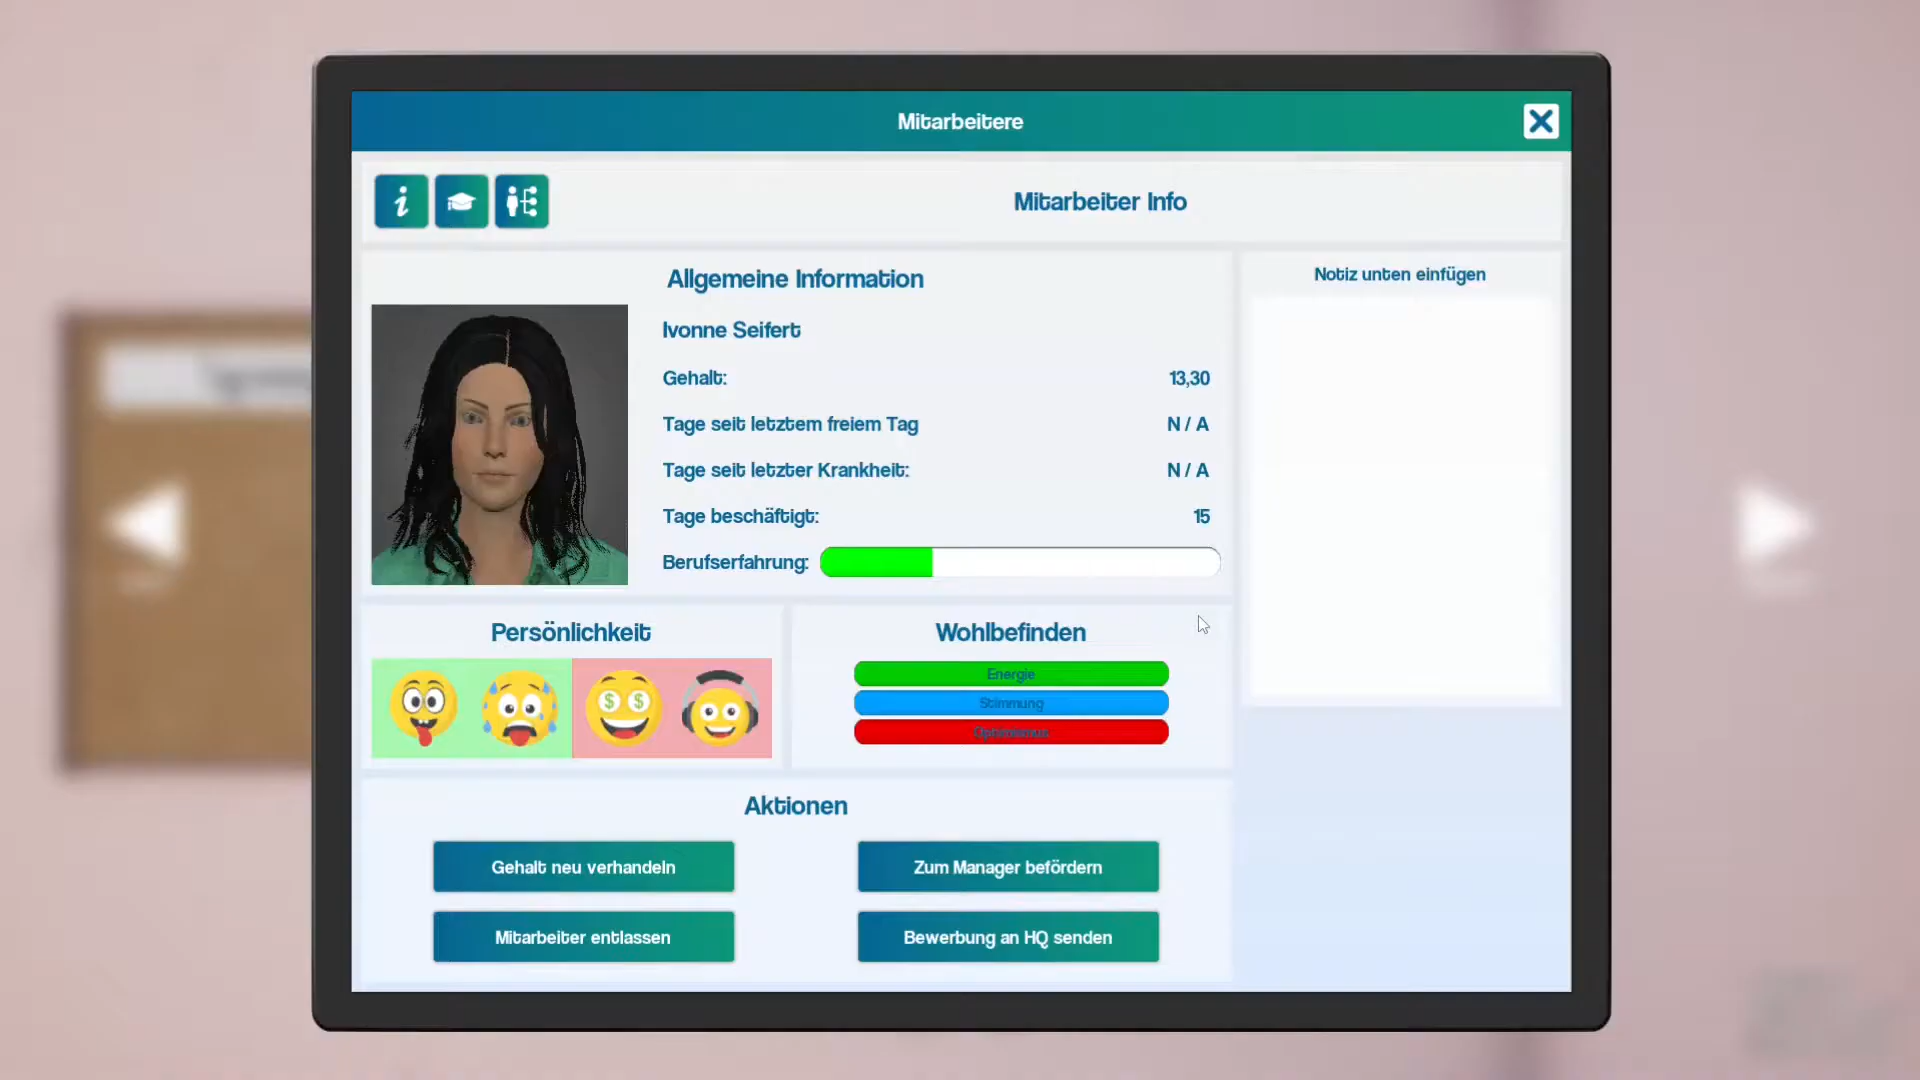 Mitarbeitere
Mitarbeiter Info
Allgemeine Information
Notiz unten einfügen
Ivonne Seifert
Gehalt: 13,30
Tage seit letztem freiem Tag N / A
Tage seit letzter Krankheit: N / A
Tage beschäftigt: 15
Berufserfahrung:
Persönlichkeit
Wohlbefinden
Energie
Stimmung
Aktionen
Gehalt neu verhandeln
Zum Manager befördern
Mitarbeiter entlassen
Bewerbung an HQ senden